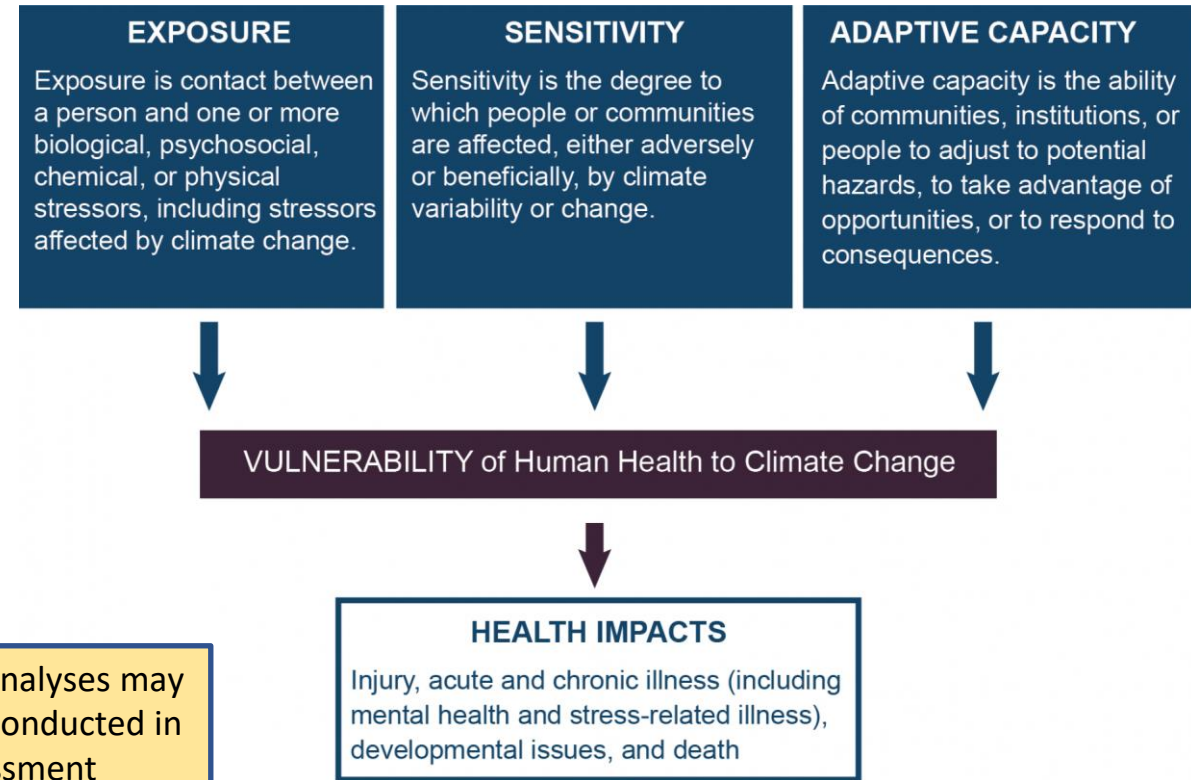 EXPOSURE
Exposure is contact between
a person and one or more
biological, psychosocial,
chemical, or physical
stressors, including stressors
affected by climate change.
SENSITIVITY
Sensitivity is the degree to
which people or communities
are affected, either adversely
or beneficially, by climate
variability or change.
ADAPTIVE CAPACITY
Adaptive capacity is the ability
of communities, institutions, or
people to adjust to potential
hazards, to take advantage of
opportunities, or to respond to
consequences.
VULNERABILITY of Human Health to Climate Change
HEALTH IMPACTS
Injury, acute and chronic illness (including
mental health and stress-related illness),
developmental issues, and death
may
conducted in